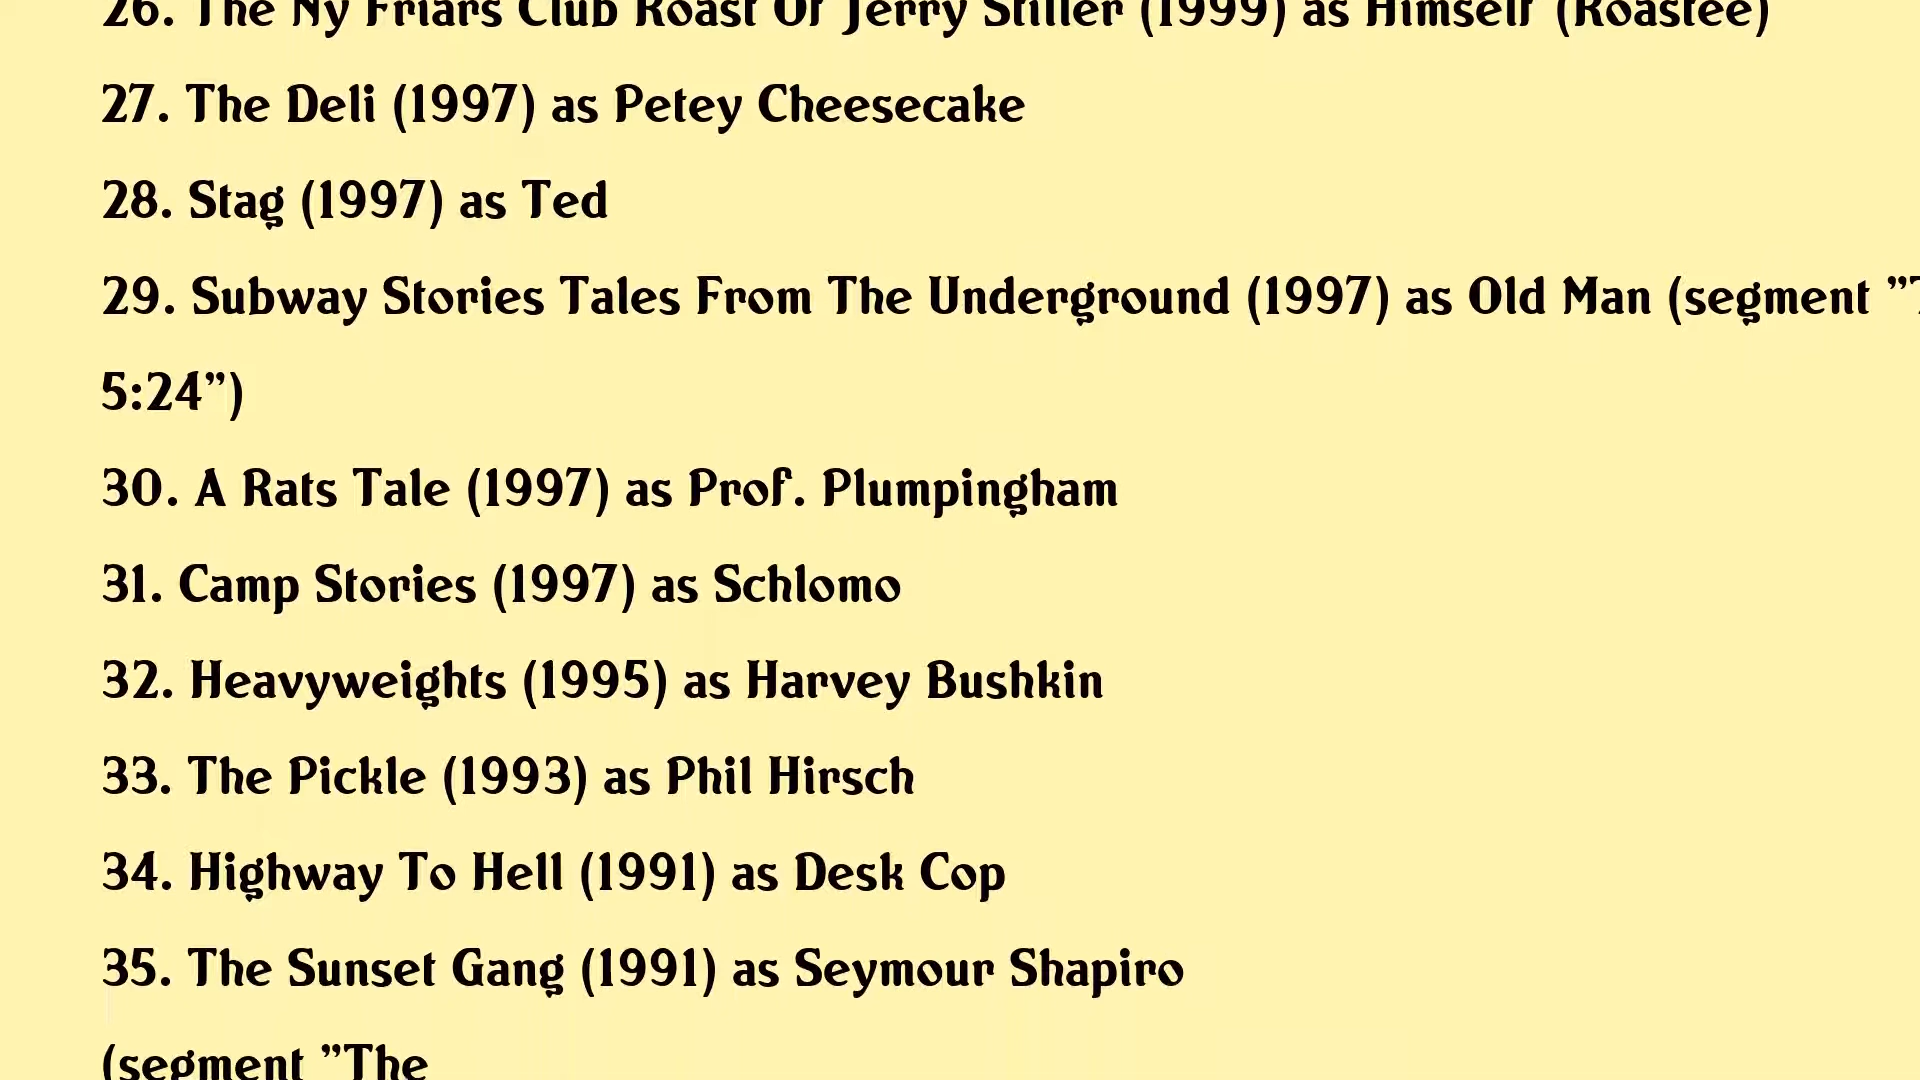 26. The Ny Friars Club Roast Of Jerry Stiller (1999) as Himself (Roastee)
27. The Deli (1997) as Petey Cheesecake
28. Stag (1997) as Ted
29. Subway Stories Tales From The Underground (1997) as Old Man (segment "
5:24")
30. A Rats Tale (1997) as Prof. Plumpingham
31. Camp Stories (1997) as Schlomo
32. Heavyweights (1995) as Harvey Bushkin
33. The Pickle (1993) as Phil Hirsch
34. Highway To Hell (1991) as Desk Cop
35. The Sunset Gang (1991) as Seymour Shapiro
(segment "The